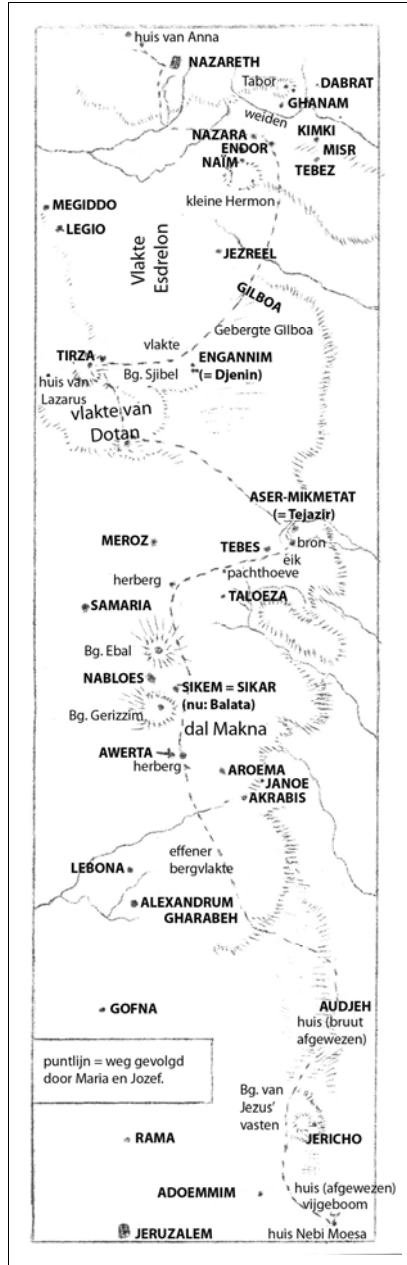 huis van Anna
NAZARETH
Tabor
DABRAT
GHANAM
weiden
KIMKI
NAZARA
ENDOR
MISR
NAÏM
TEBEZ
kleine Hermon
MEGIDDO
LEGIO
Vlakte
Esdrelon
JEZREEL
GILBOA
Gebergte Gilboa
vlakte
TIRZA
ENGANNIM
(= Djenin)
Bg. Sjibel
huis van
Lazarus
vlakte van
Dotan
ASER-MIKMETAT
(= Tejazir)
MEROZ
TEBES
bron
eik
herberg
pachthoeve
TALOEZA
SAMARIA
Bg. Ebal
NABLOES
SIKEM = SIKAR
(nu: Balata)
Bg. Gerizzim
dal Makna
AWERTA
herberg
AROEMA
JANOE
AKRABIS
effener
bergvlakte
LEBONA
ALEXANDRUM
GHARABEH
GOFNA
AUDJEH
huis (bruut
afgewezen)
puntlijn = weg gevolgd
door Maria en Jozef.
Bg. van
Jezus'
vasten
RAMA
JERICHO
ADOEMMIM
huis (afgewezen)
vijgeboom
JERUZALEM
huis Nebi Moesa